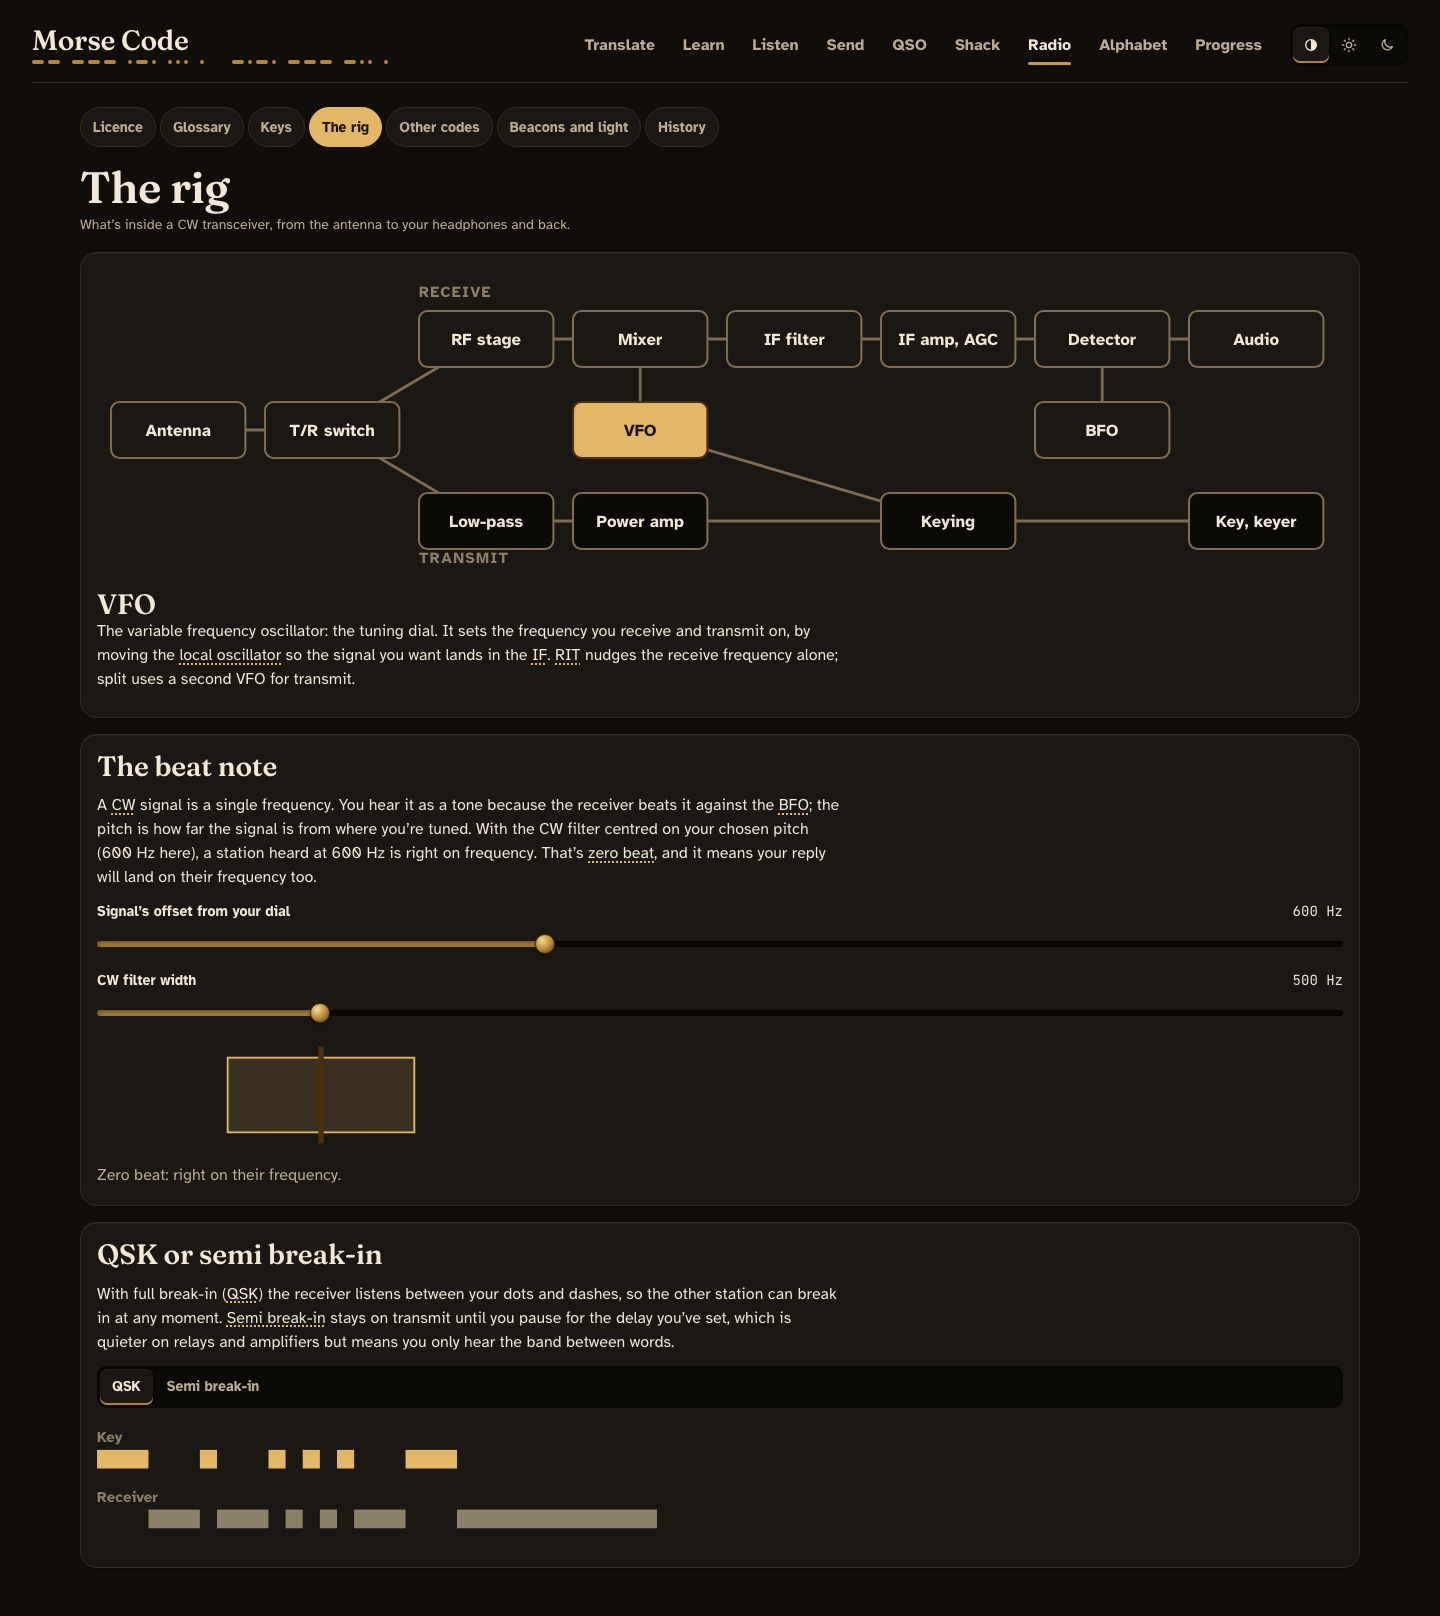 Morse Code
Translate
Learn
Listen
Send
QSO
Shack
Radio
Alphabet
Progress
Licence
Glossary
Keys
The rig
Other codes
Beacons and light
History
The rig
What's inside a CW transceiver, from the antenna to your headphones and back.
RECEIVE
RF stage
Mixer
IF filter
IF amp, AGC
Detector
Audio
Antenna
T/R switch
VFO
BFO
Low-pass
Power amp
Keying
Key, keyer
TRANSMIT
VFO
The variable frequency oscillator: the tuning dial. It sets the frequency you receive and transmit on, by
moving the local oscillator so the signal you want lands in the IF. RIT nudges the receive frequency alone;
split uses a second VFO for transmit.
The beat note
A CW signal is a single frequency. You hear it as a tone because the receiver beats it against the BFO; the
pitch is how far the signal is from where you’re tuned. With the CW filter centred on your chosen pitch
(600 Hz here), a station heard at 600 Hz is right on frequency. That’s zero beat, and it means your reply
will land on their frequency too.
Signal’s offset from your dial
600 Hz
CW filter width
500 Hz
Zero beat: right on their frequency.
QSK or semi break-in
With full break-in (QSK) the receiver listens between your dots and dashes, so the other station can break
in at any moment. Semi break-in stays on transmit until you pause for the delay you’ve set, which is
quieter on relays and amplifiers but means you only hear the band between words.
QSK
Semi break-in
Key
Receiver